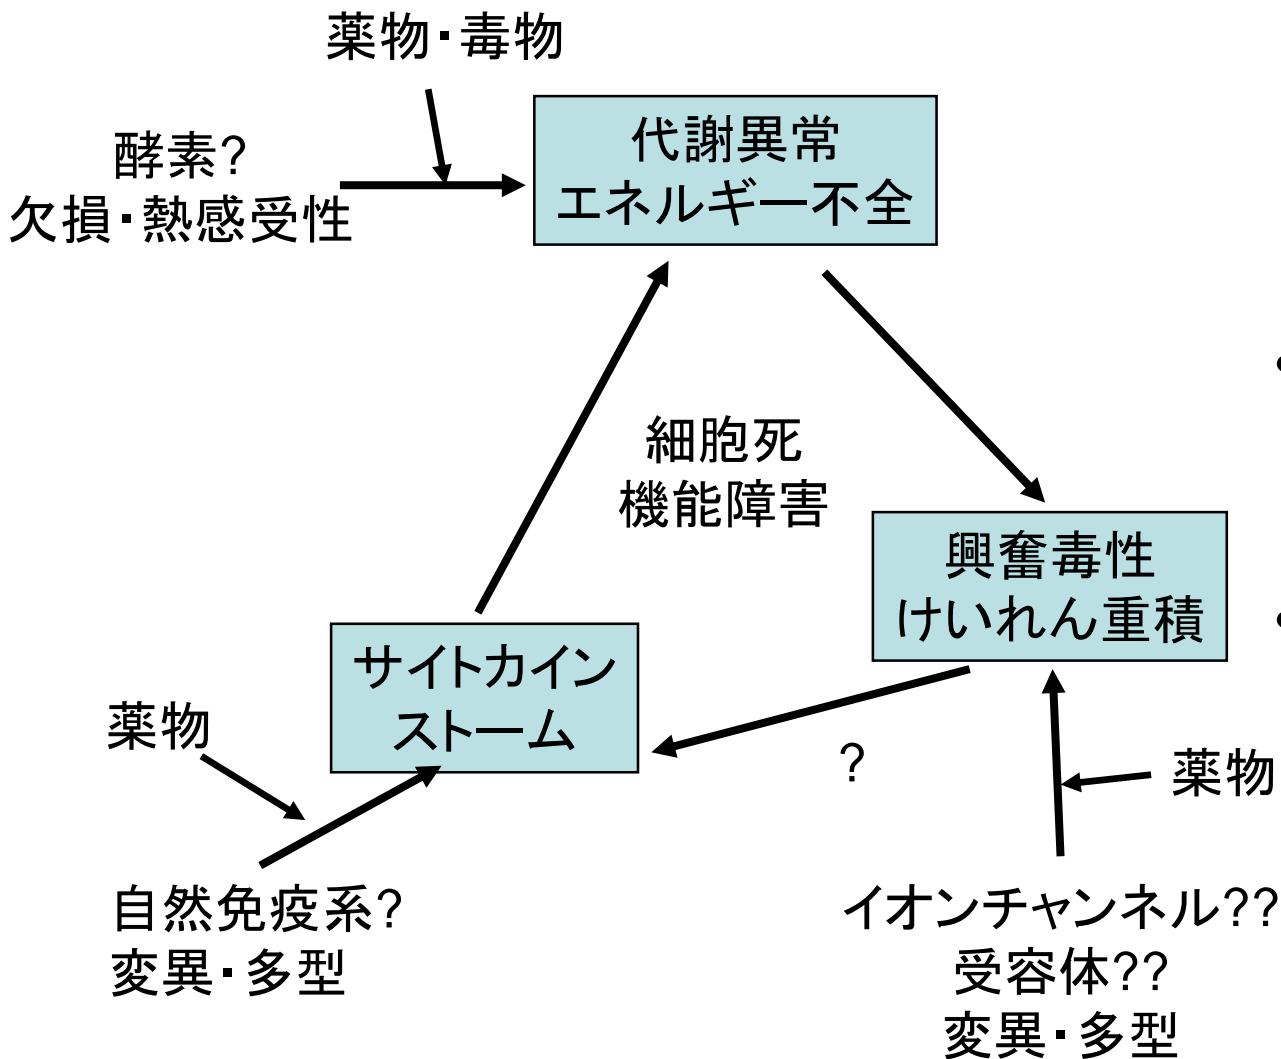 薬物・毒物
代謝異常
エネルギー不全
酵素?
欠損・熱感受性
細胞死
機能障害
興奮毒性
けいれん重積
サイトカイン
ストーム
薬物
?
薬物
自然免疫系?
変異・多型
イオンチャンネル??
受容体??
変異・多型